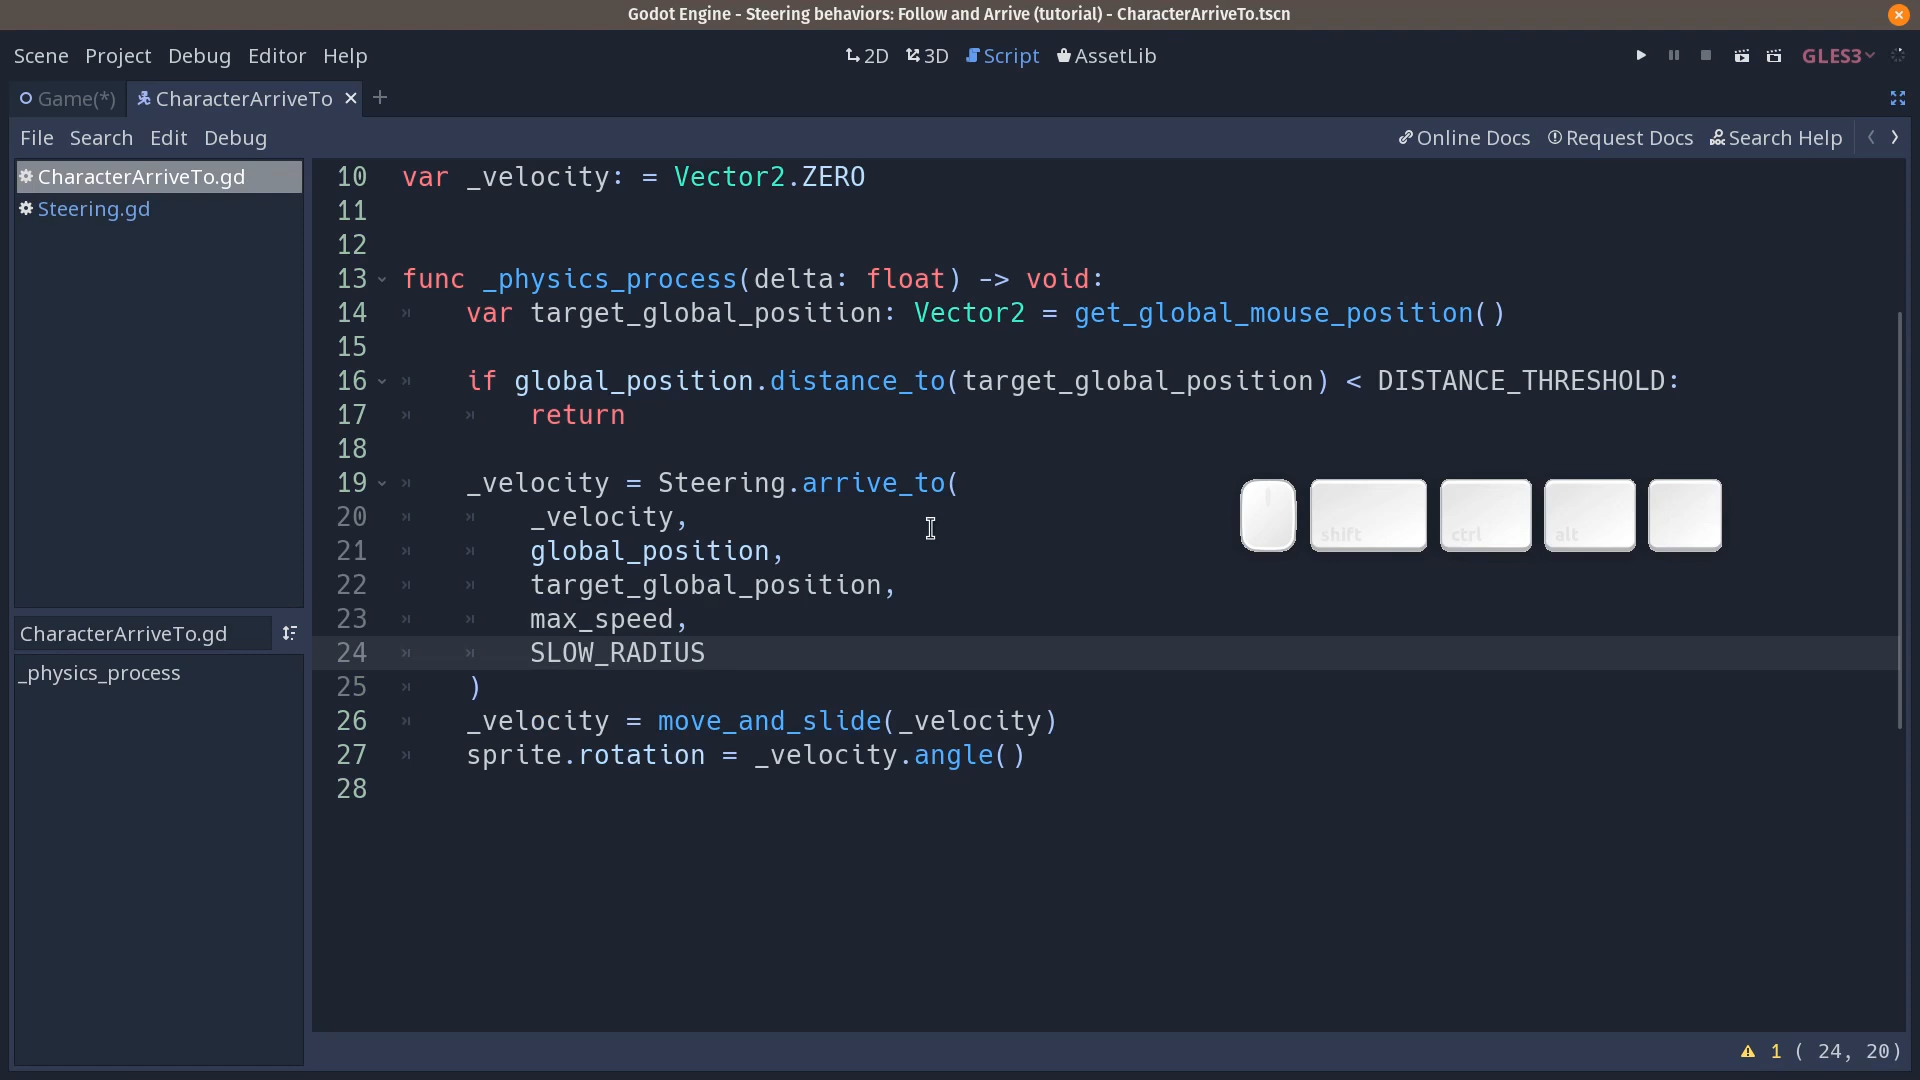 Godot Engine - Steering behaviors: Follow and Arrive (tutorial) - CharacterArriveTo.tscn
Scene Project Debug Editor Help
2D 3D Script AssetLib
GLES3
Game(*) CharacterArriveTo
File Search Edit Debug
Online Docs Request Docs Search Help
CharacterArriveTo.gd
Steering.gd
CharacterArriveTo.gd
_physics_process
10 var _velocity: = Vector2.ZERO
11
12
13 func _physics_process(delta: float) -> void:
14 var target_global_position: Vector2 = get_global_mouse_position()
15
16 if global_position.distance_to(target_global_position) < DISTANCE_THRESHOLD:
17 return
18
19 _velocity = Steering.arrive_to(
20 _velocity,
21 global_position,
22 target_global_position,
23 max_speed,
24 SLOW_RADIUS
25 )
26 _velocity = move_and_slide(_velocity)
27 sprite.rotation = _velocity.angle()
28
shift ctrl alt
1 ( 24, 20)